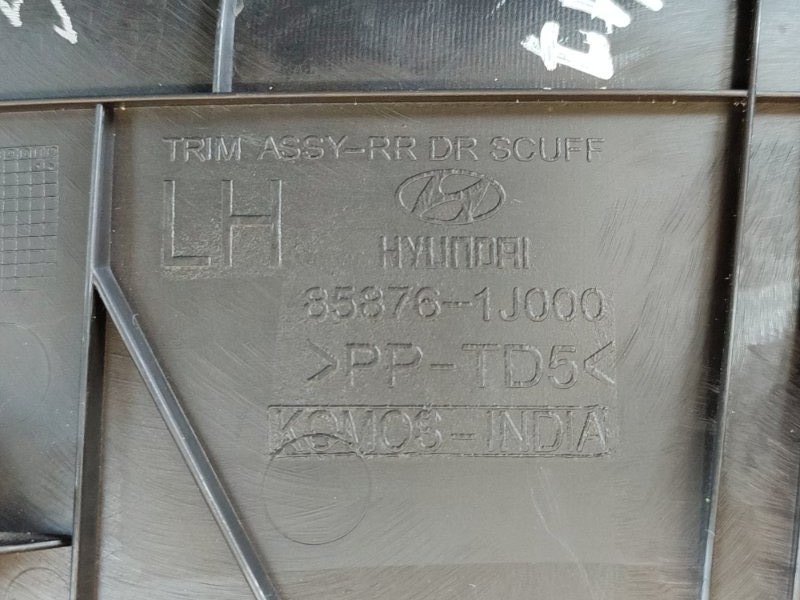 TRIM ASSY-RR DR SCUFF
LH
HYUNDAI
85876-1J000
>PP-TD5<
KOMOS-INDIA